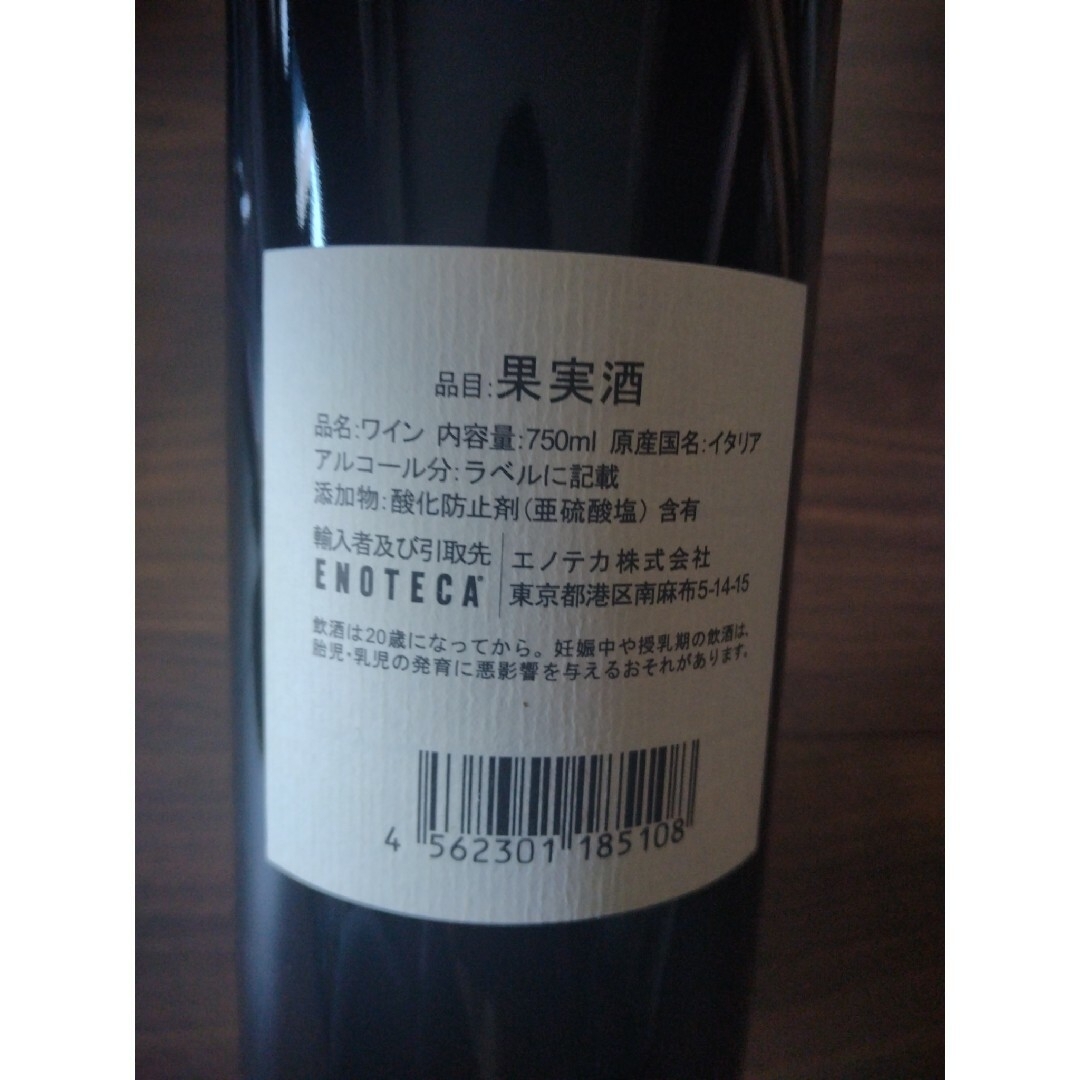 品目:果実酒
品名:ワイン 内容量:750ml 原産国名:イタリア
アルコール分:ラベルに記載
添加物:酸化防止剤(亜硫酸塩) 含有
輸入者及び引取先
ENOTECA
エノテカ株式会社
東京都港区南麻布5-14-15
飲酒は20歳になってから。妊娠中や授乳期の飲酒は、
胎児・乳児の発育に悪影響を与えるおそれがあります。
4 562301 185108